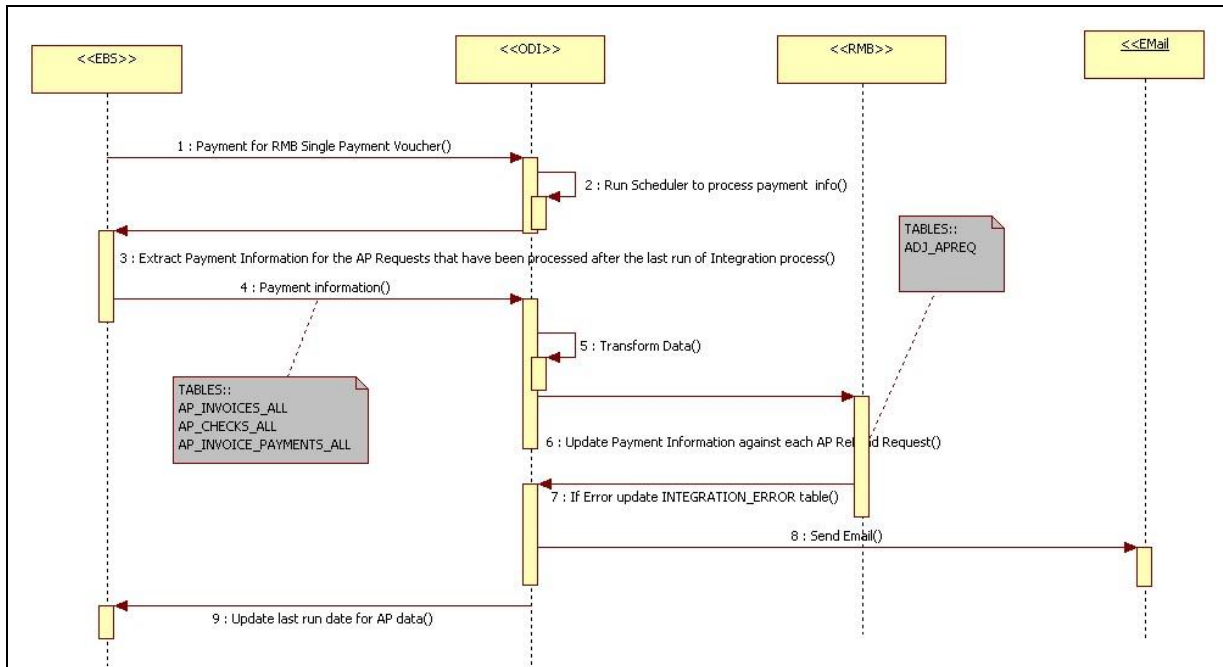 <<EBS>>
<<ODI>>
<<RMB>>
<<EMail
1 : Payment for RMB Single Payment Voucher()
2 : Run Scheduler to process payment info()
TABLES::
ADJ_APREQ
3 : Extract Payment Information for the AP Requests that have been processed after the last run of Integration process()
4 : Payment information()
5 : Transform Data()
TABLES::
AP_INVOICES_ALL
AP_CHECKS_ALL
AP_INVOICE_PAYMENTS_ALL
6 : Update Payment Information against each AP Request()
7 : If Error update INTEGRATION_ERROR table()
8 : Send Email()
9 : Update last run date for AP data()